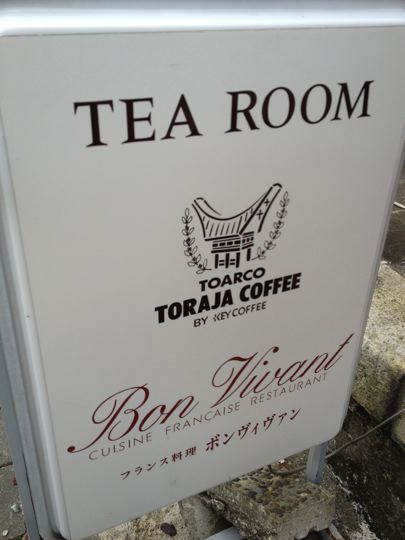 TEA ROOM
TOARCO
TORAJA COFFEE
BY KEY COFFEE
Bon Vivant
CUISINE FRANCAISE RESTAURANT
フランス料理 ボンヴィヴァン